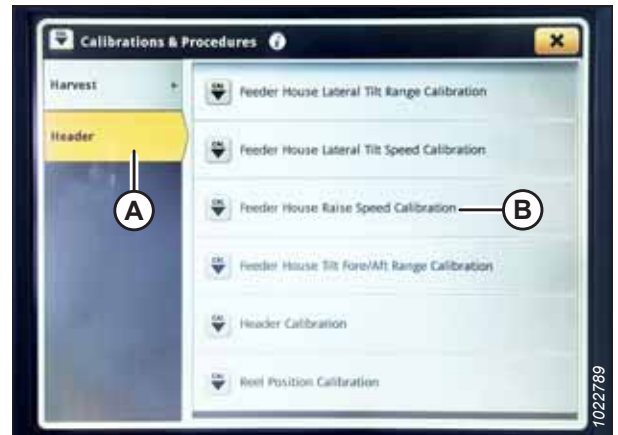 Calibrations & Procedures
Harvest
Header
Feeder House Lateral Tilt Range Calibration
Feeder House Lateral Tilt Speed Calibration
Feeder House Raise Speed Calibration
Feeder House Tilt Fore/Aft Range Calibration
Header Calibration
Reel Position Calibration
A
B
1022789